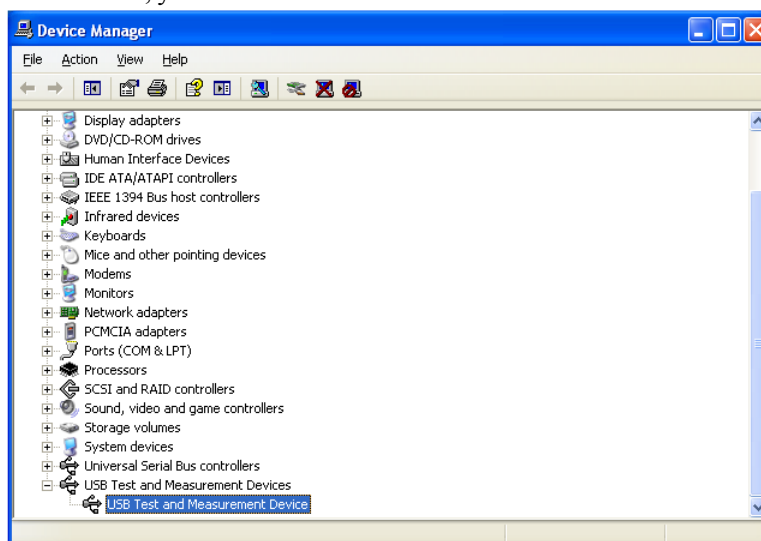 Device Manager
File Action View Help
Display adapters
DVD/CD-ROM drives
Human Interface Devices
IDE ATA/ATAPI controllers
IEEE 1394 Bus host controllers
Infrared devices
Keyboards
Mice and other pointing devices
Modems
Monitors
Network adapters
PCMCIA adapters
Ports (COM & LPT)
Processors
SCSI and RAID controllers
Sound, video and game controllers
Storage volumes
System devices
Universal Serial Bus controllers
USB Test and Measurement Devices
USB Test and Measurement Device